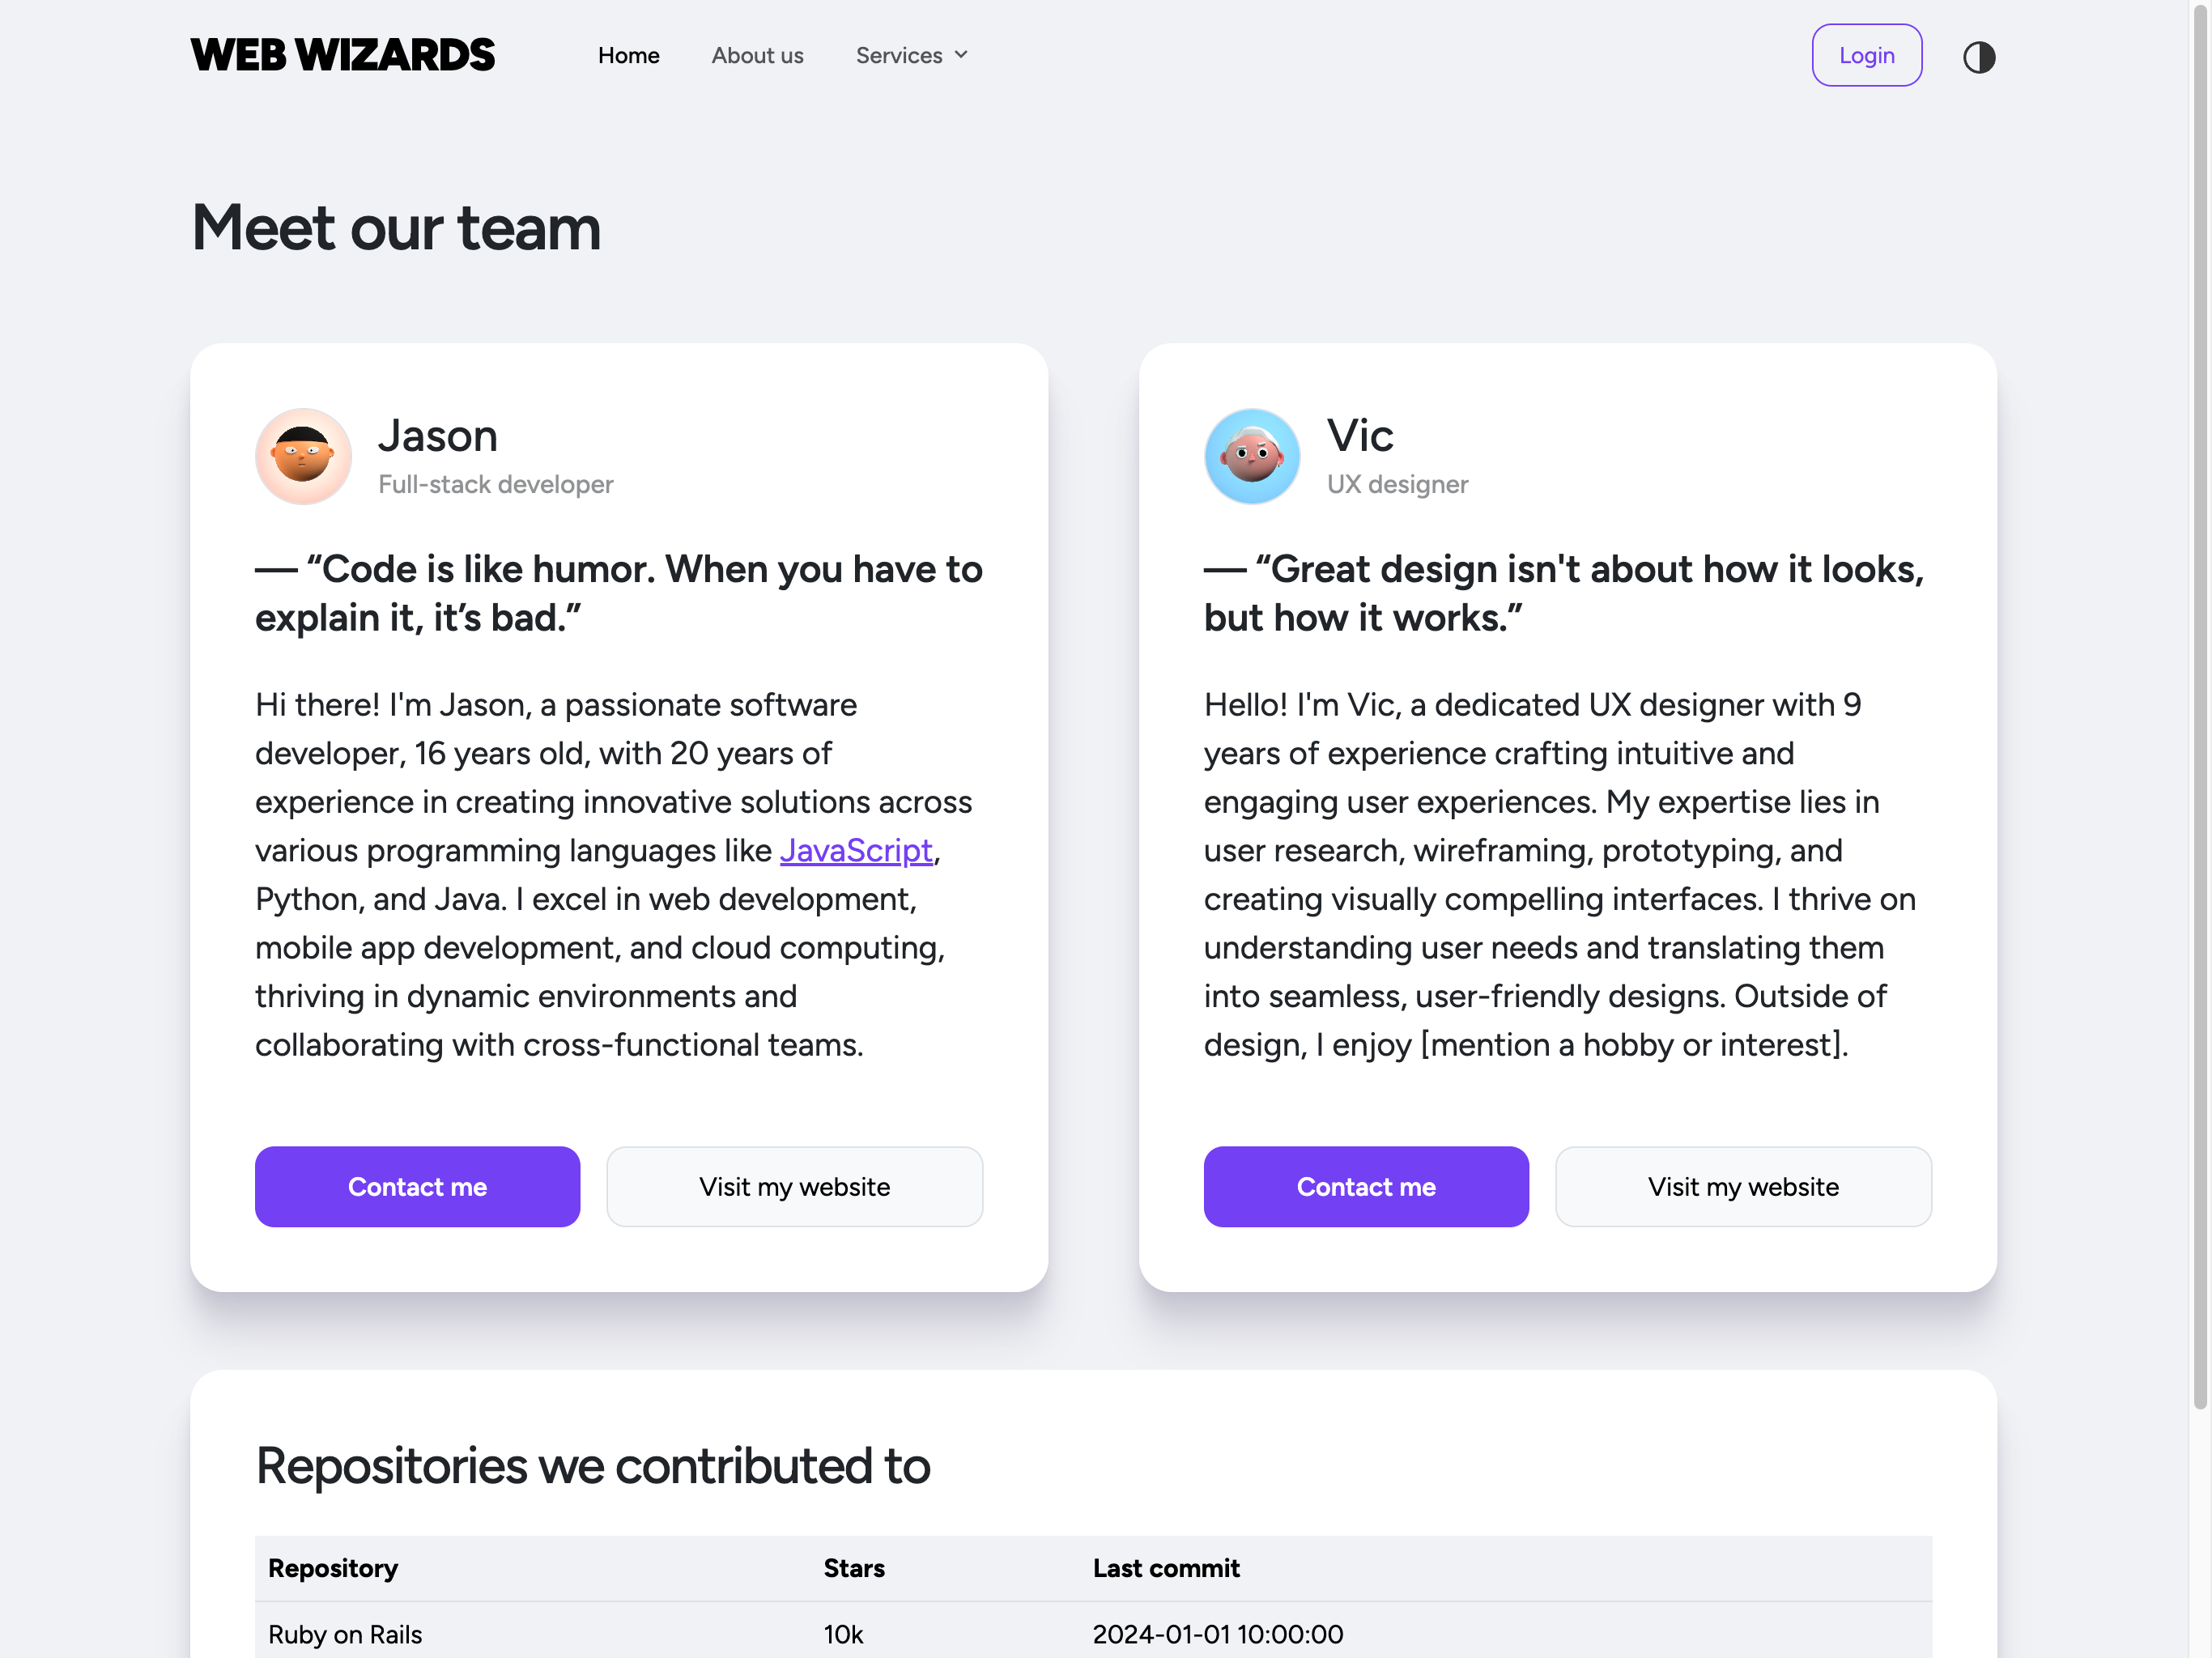 WEB WIZARDS
Home
About us
Services
Login
Meet our team
Jason
Full-stack developer
— “Code is like humor. When you have to
explain it, it’s bad.”
Hi there! I'm Jason, a passionate software
developer, 16 years old, with 20 years of
experience in creating innovative solutions across
various programming languages like JavaScript,
Python, and Java. I excel in web development,
mobile app development, and cloud computing,
thriving in dynamic environments and
collaborating with cross-functional teams.
Contact me
Visit my website
Vic
UX designer
— “Great design isn't about how it looks,
but how it works.”
Hello! I'm Vic, a dedicated UX designer with 9
years of experience crafting intuitive and
engaging user experiences. My expertise lies in
user research, wireframing, prototyping, and
creating visually compelling interfaces. I thrive on
understanding user needs and translating them
into seamless, user-friendly designs. Outside of
design, I enjoy [mention a hobby or interest].
Contact me
Visit my website
Repositories we contributed to
Repository Stars Last commit
Ruby on Rails 10k 2024-01-01 10:00:00